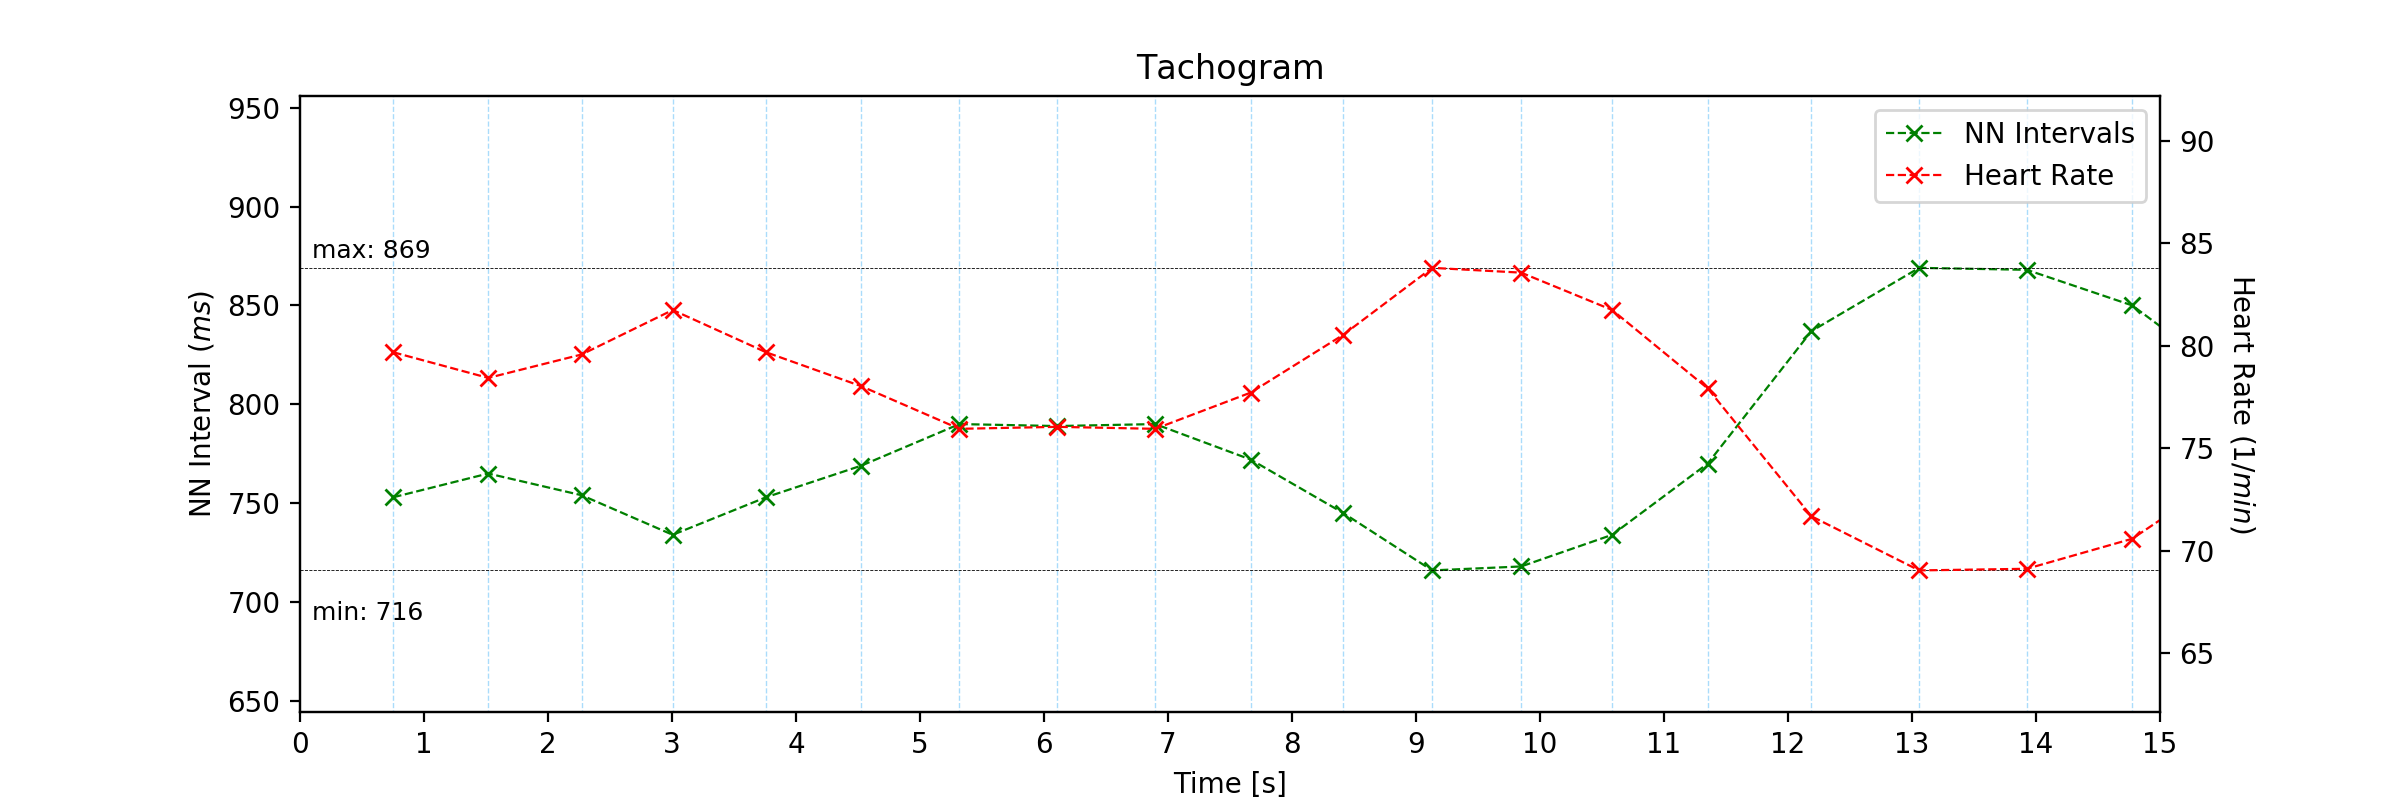 Tachogram
950
900
850
800
750
700
650
NN Interval (ms)
max: 869
min: 716
NN Intervals
Heart Rate
90
85
80
75
70
65
Heart Rate (1/min)
0 1 2 3 4 5 6 7 8 9 10 11 12 13 14 15
Time [s]